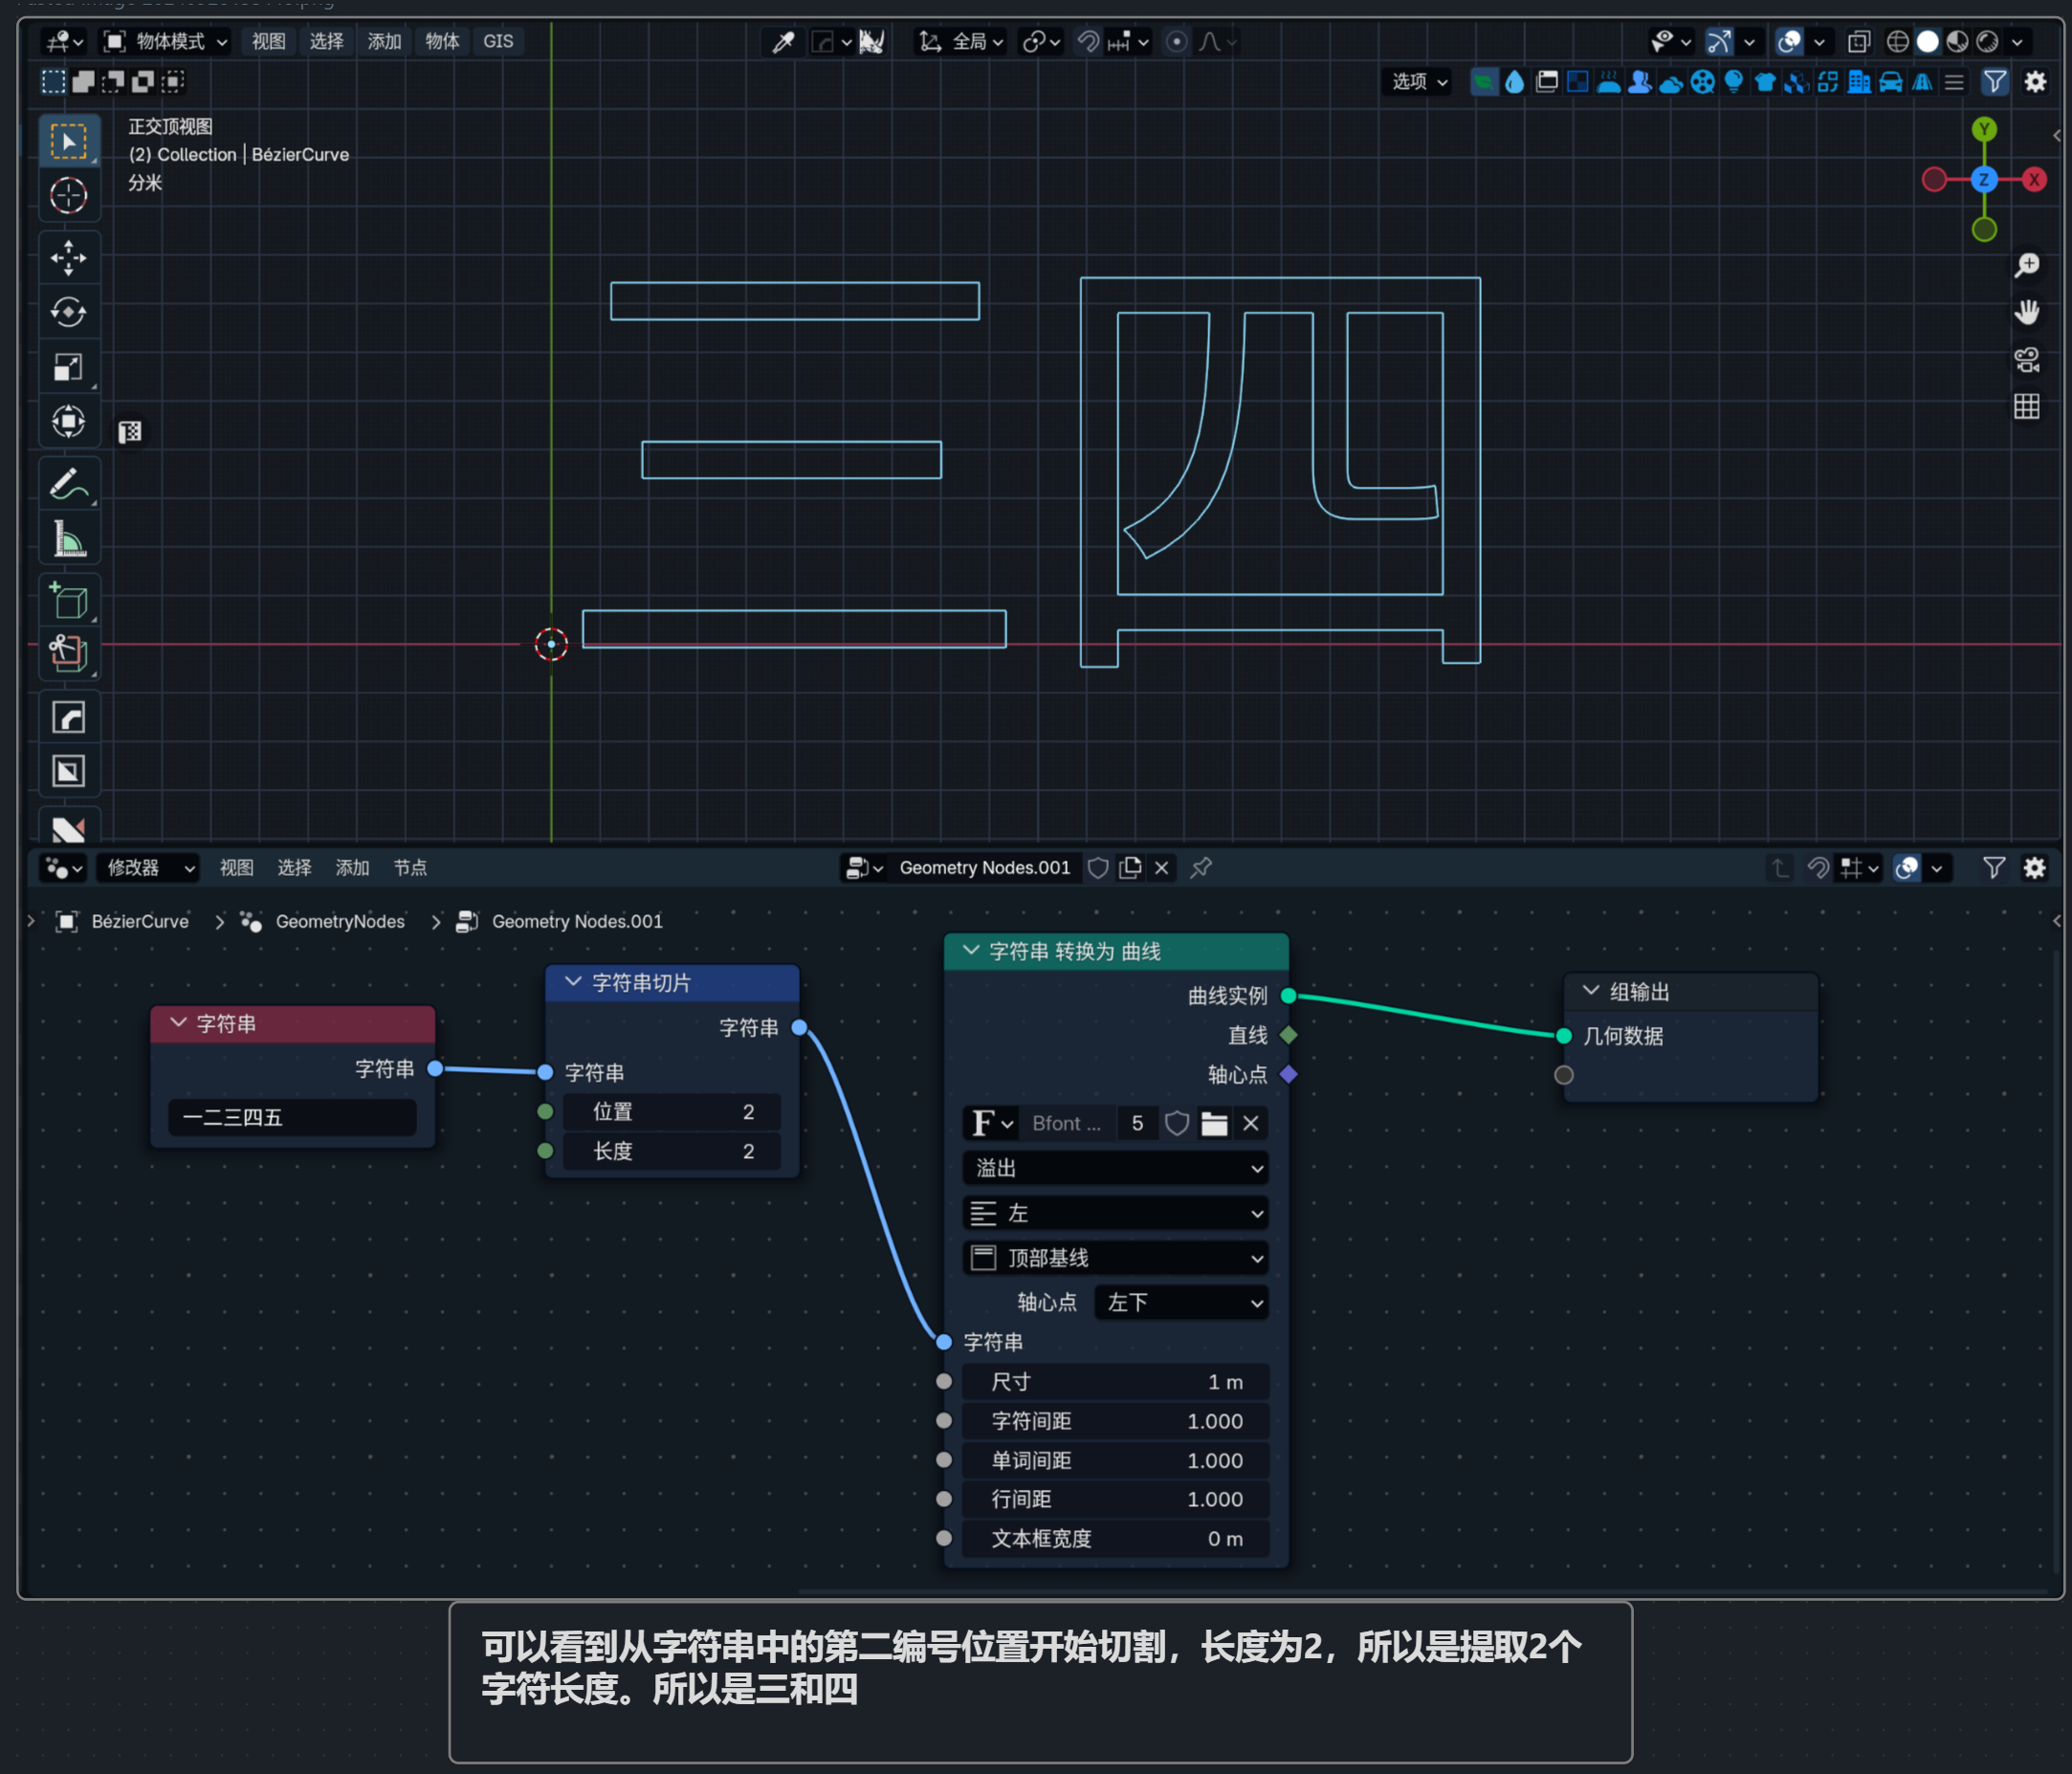 物体模式 视图 选择 添加 物体 GIS 全局
选项
正交顶视图
(2) Collection | BézierCurve
分米
Y
Z X
三四
修改器 视图 选择 添加 节点 Geometry Nodes.001
BézierCurve GeometryNodes Geometry Nodes.001
字符串 转换为 曲线
字符串切片
组输出
曲线实例
字符串
字符串
直线
几何数据
字符串
字符串
轴心点
一二三四五
位置 2
F Bfont ... 5
长度 2
溢出
左
顶部基线
轴心点 左下
字符串
尺寸 1 m
字符间距 1.000
单词间距 1.000
行间距 1.000
文本框宽度 0 m
可以看到从字符串中的第二编号位置开始切割，长度为2，所以是提取2个
字符长度。所以是三和四